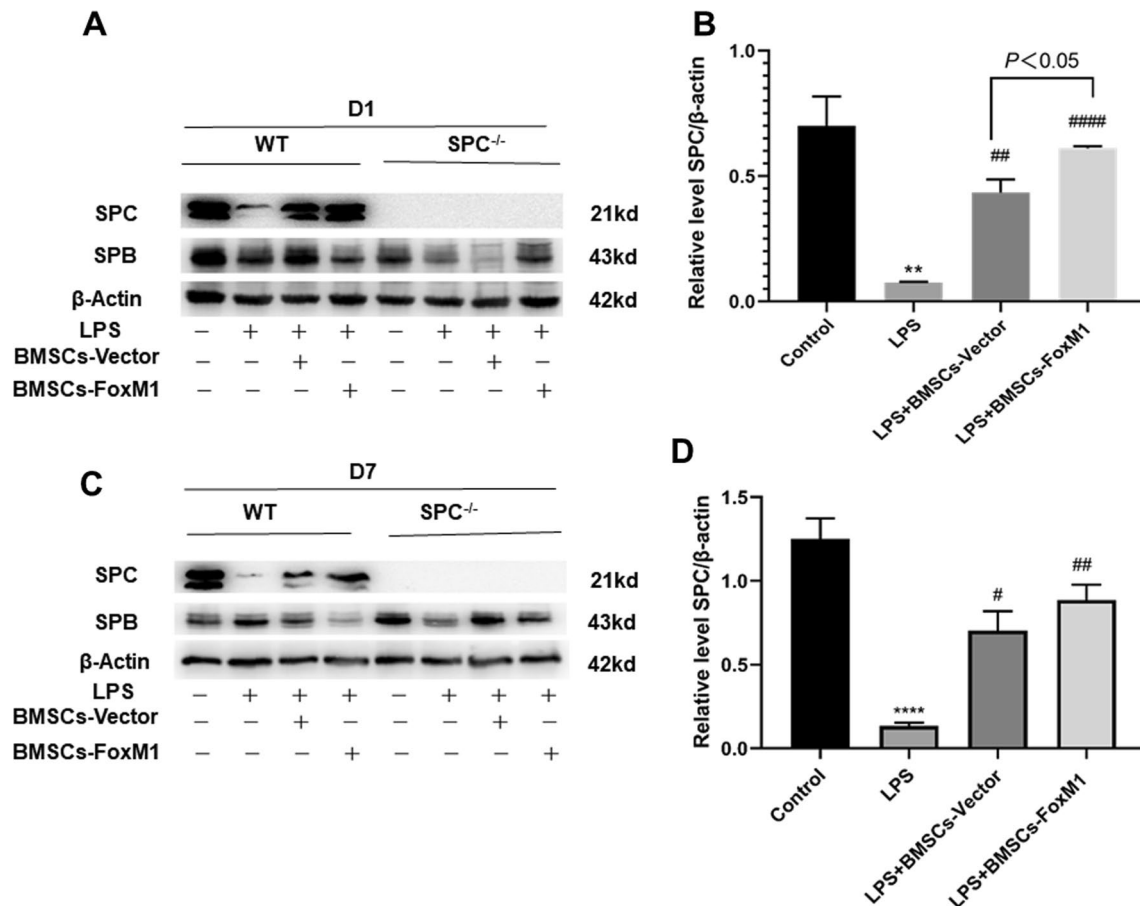 A
D1
WT SPC-/-
SPC 21kd
SPB 43kd
β-Actin 42kd
LPS − + + + − + + +
BMSCs-Vector − − + − − − + −
BMSCs-FoxM1 − − − + − − − +
B
Relative level SPC/β-actin
1.0
0.5
0.0
P<0.05
**
##
####
Control
LPS
LPS+BMSCs-Vector
LPS+BMSCs-FoxM1
C
D7
WT SPC-/-
SPC 21kd
SPB 43kd
β-Actin 42kd
LPS − + + + − + + +
BMSCs-Vector − − + − − − + −
BMSCs-FoxM1 − − − + − − − +
D
Relative level SPC/β-actin
1.5
1.0
0.5
0.0
****
#
##
Control
LPS
LPS+BMSCs-Vector
LPS+BMSCs-FoxM1